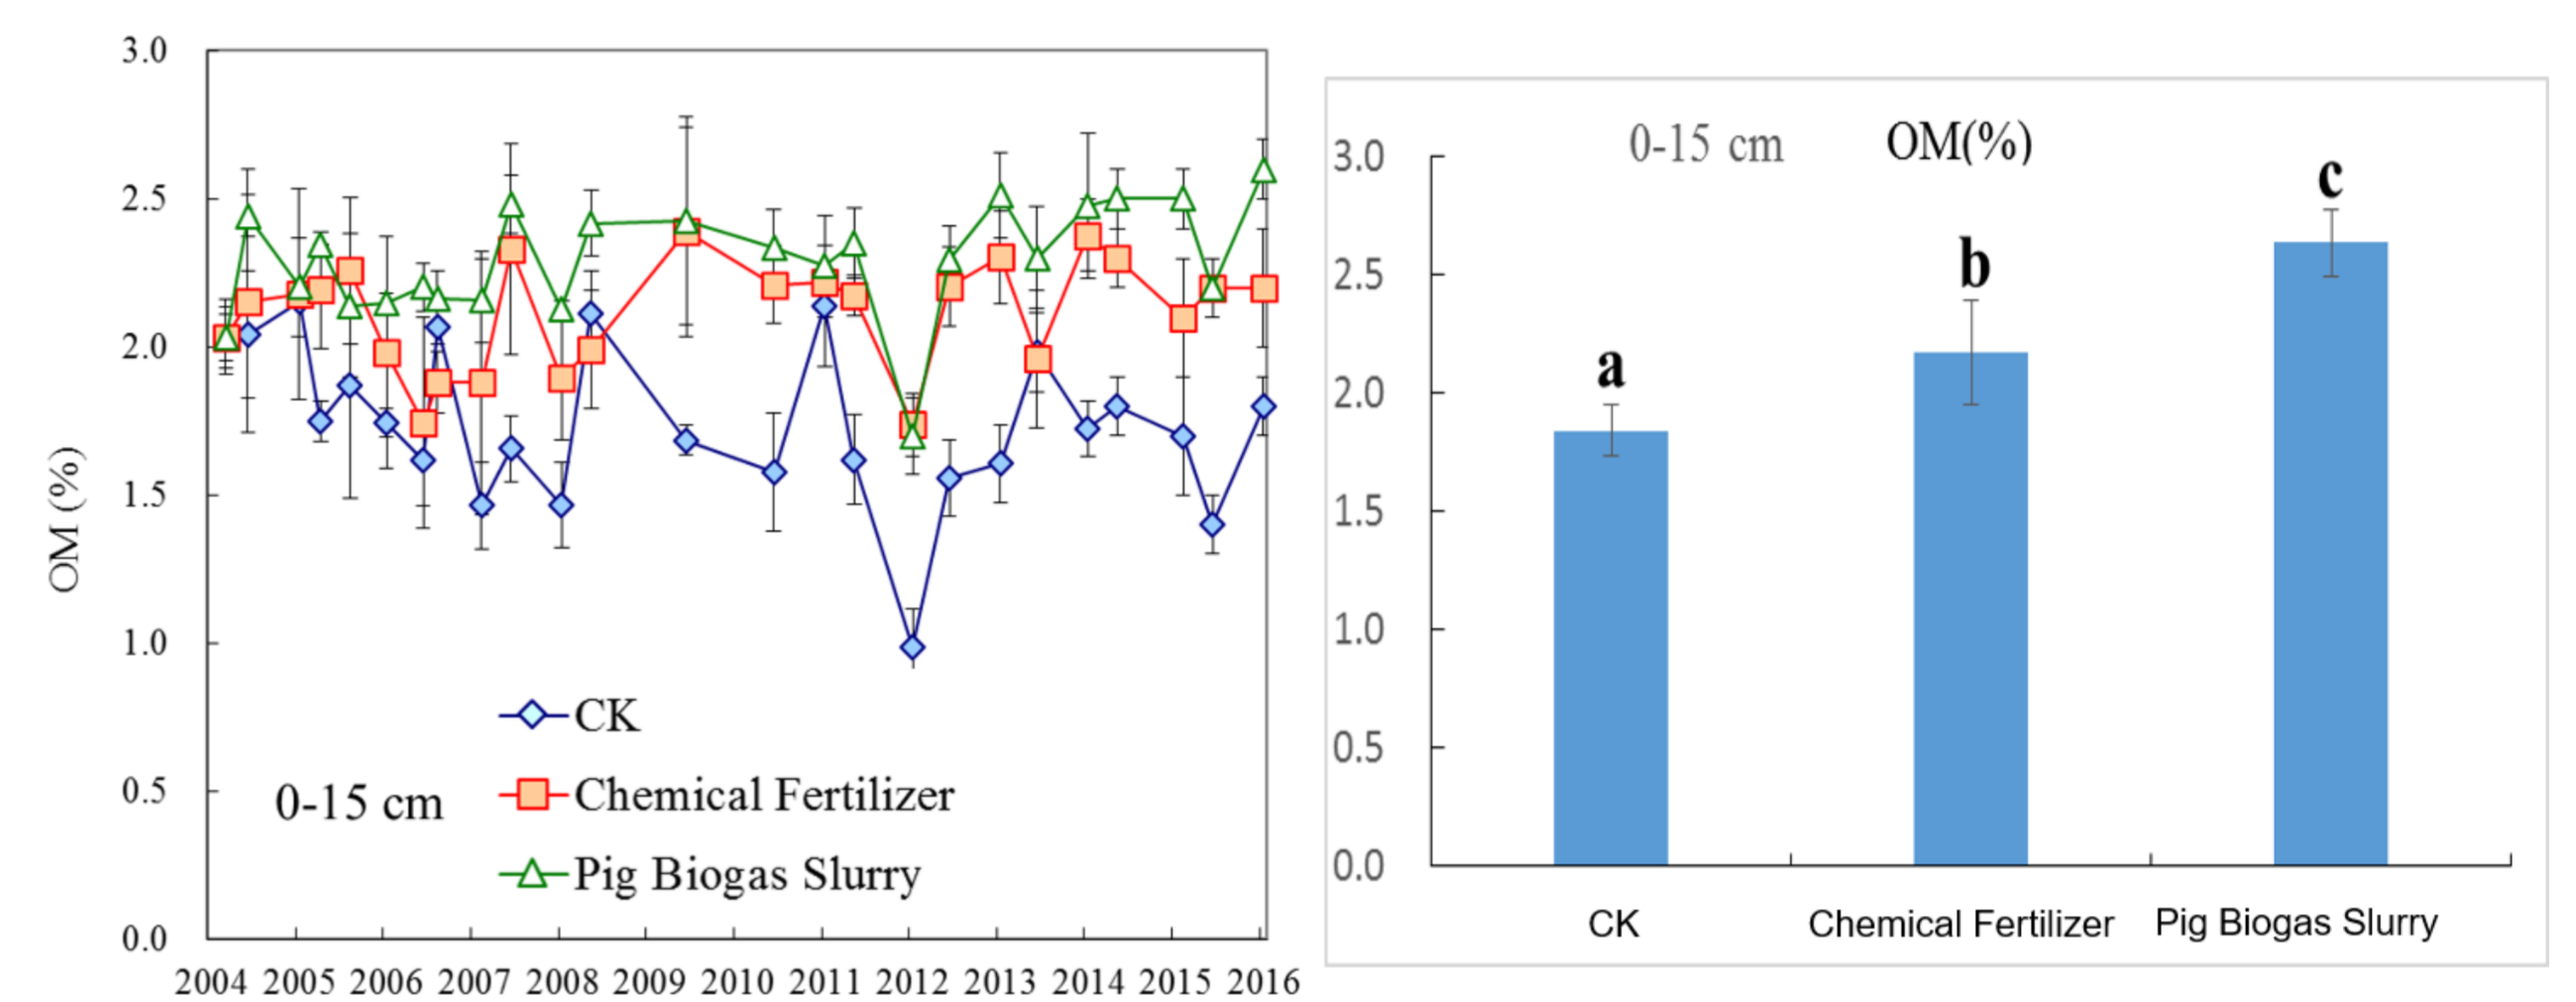 3.0
2.5
2.0
1.5
1.0
0.5
0.0
OM (%)
0-15 cm
CK
Chemical Fertilizer
Pig Biogas Slurry
2004 2005 2006 2007 2008 2009 2010 2011 2012 2013 2014 2015 2016
0-15 cm OM(%)
3.0
2.5
2.0
1.5
1.0
0.5
0.0
a
b
c
CK Chemical Fertilizer Pig Biogas Slurry